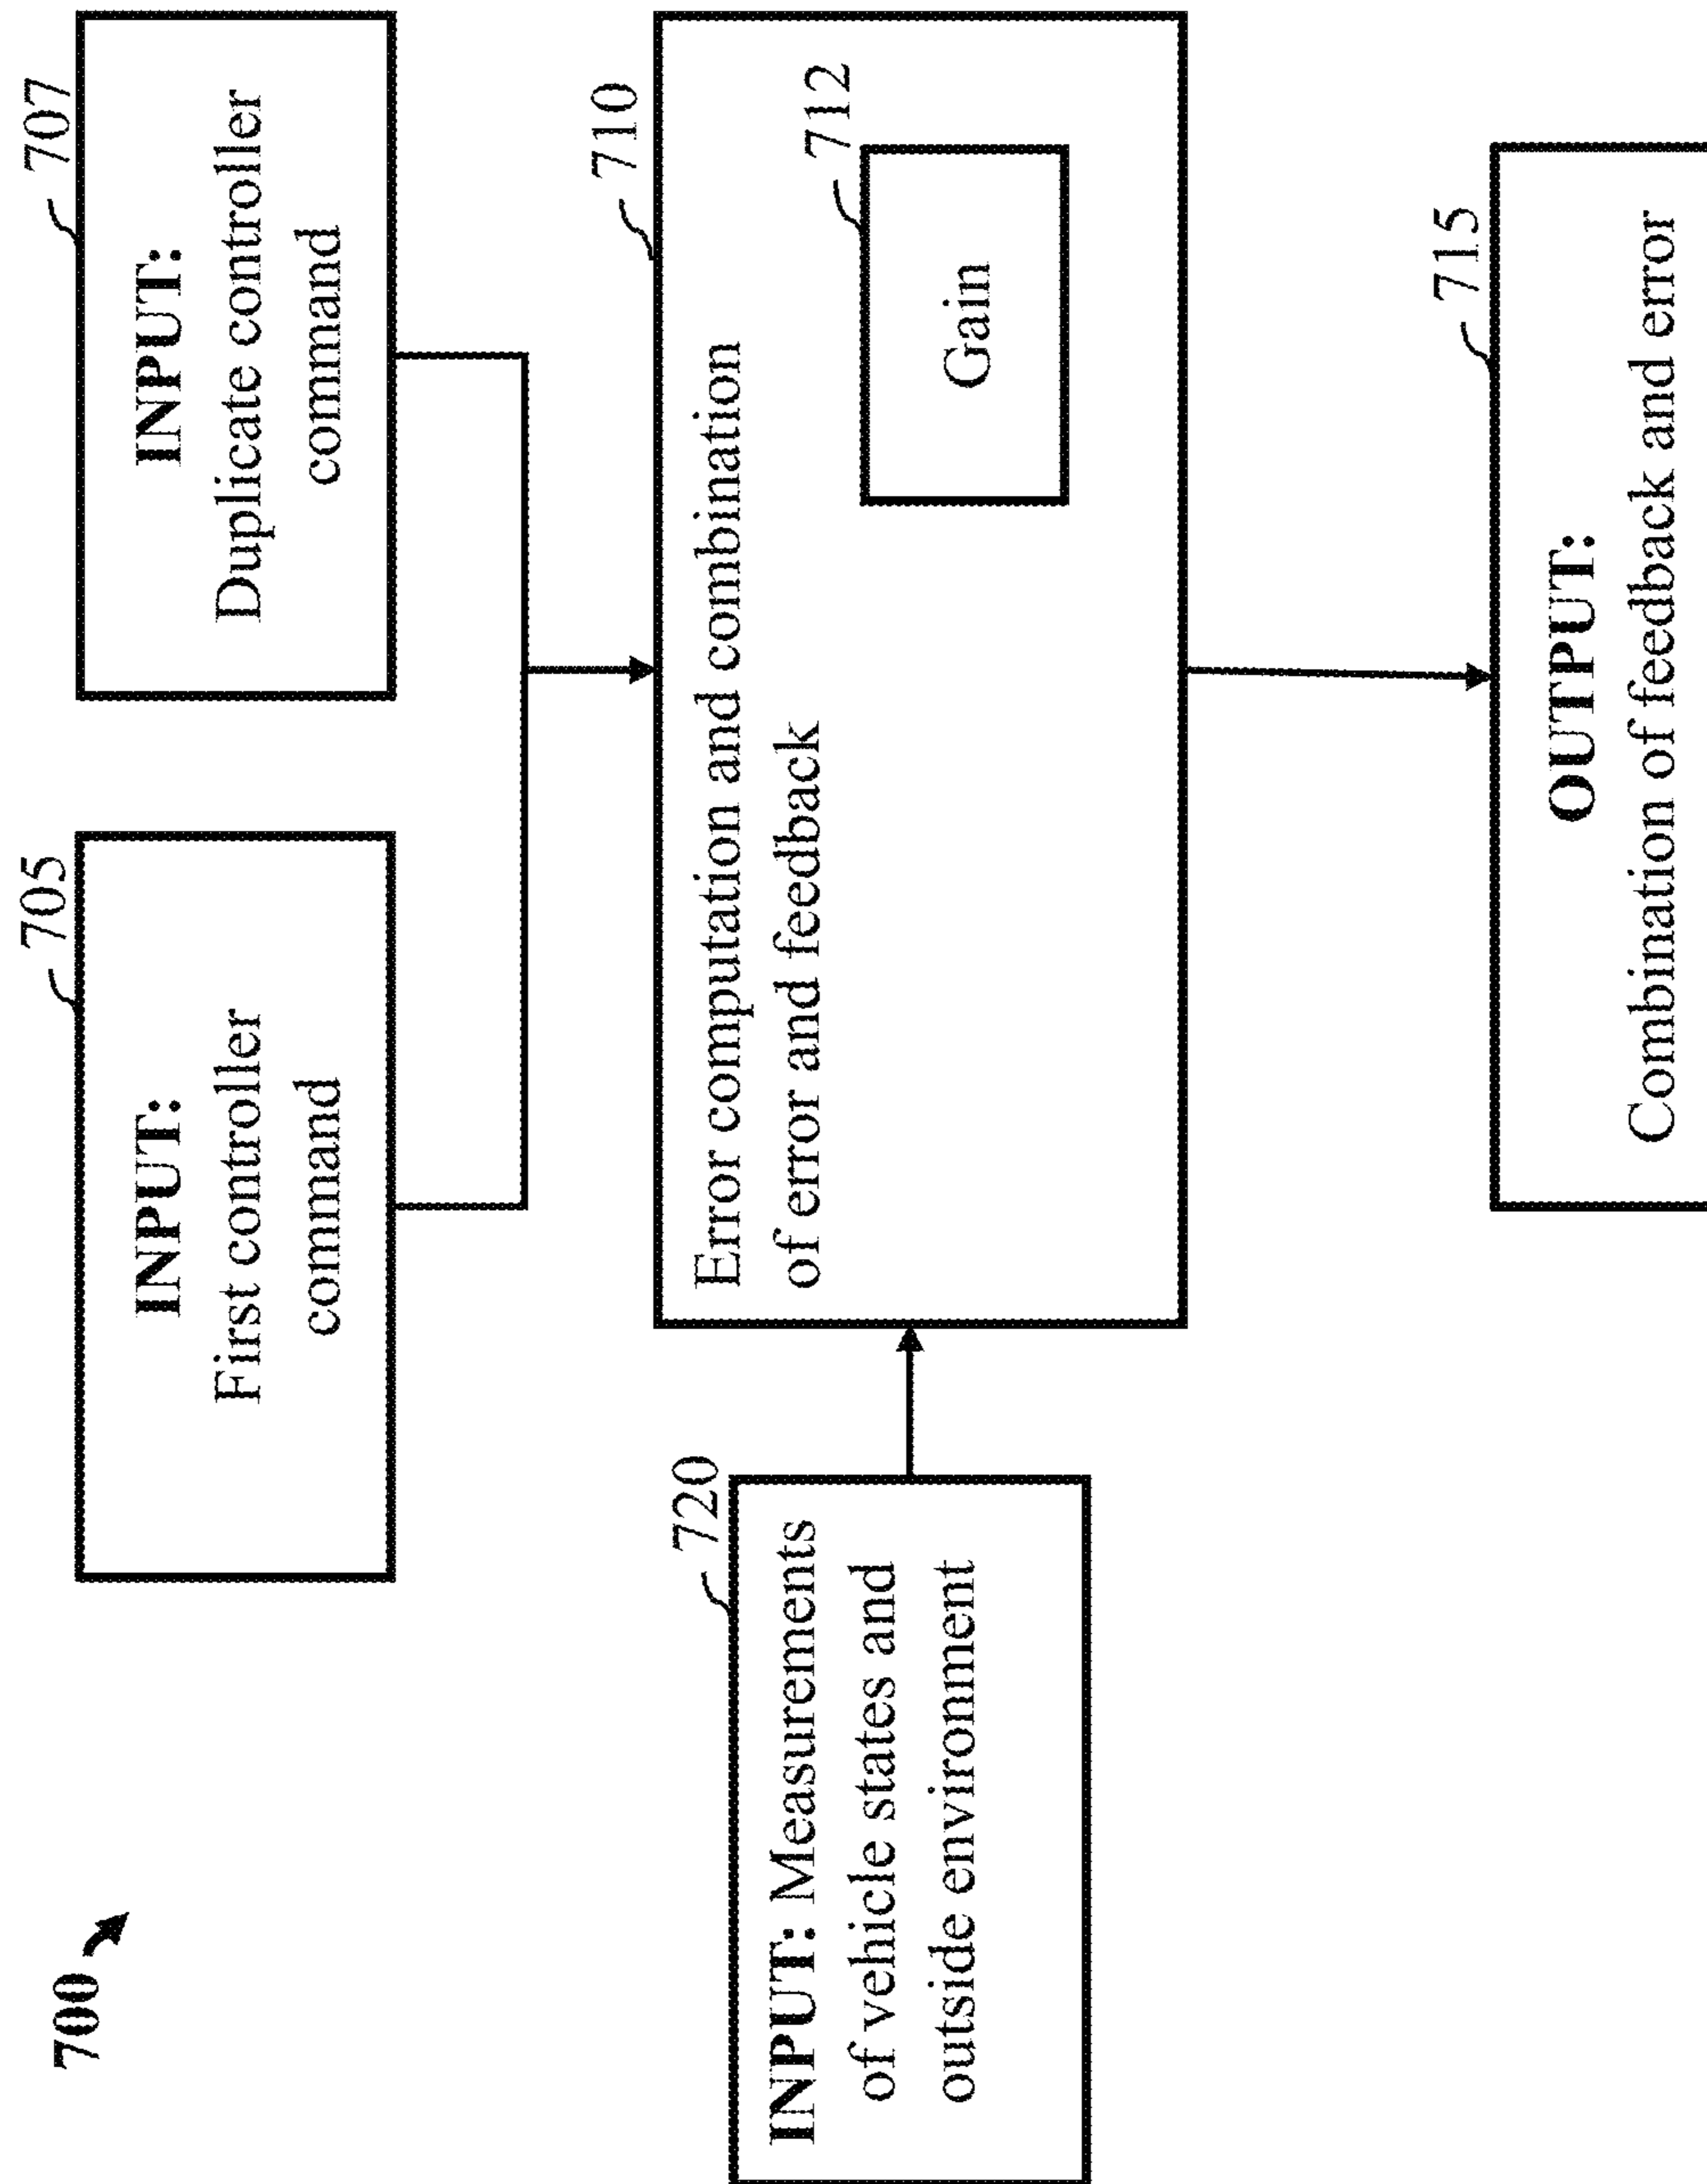 700
705
INPUT:
First controller
command
707
INPUT:
Duplicate controller
command
720
INPUT: Measurements
of vehicle states and
outside environment
710
Error computation and combination
of error and feedback
712
Gain
715
OUTPUT:
Combination of feedback and error